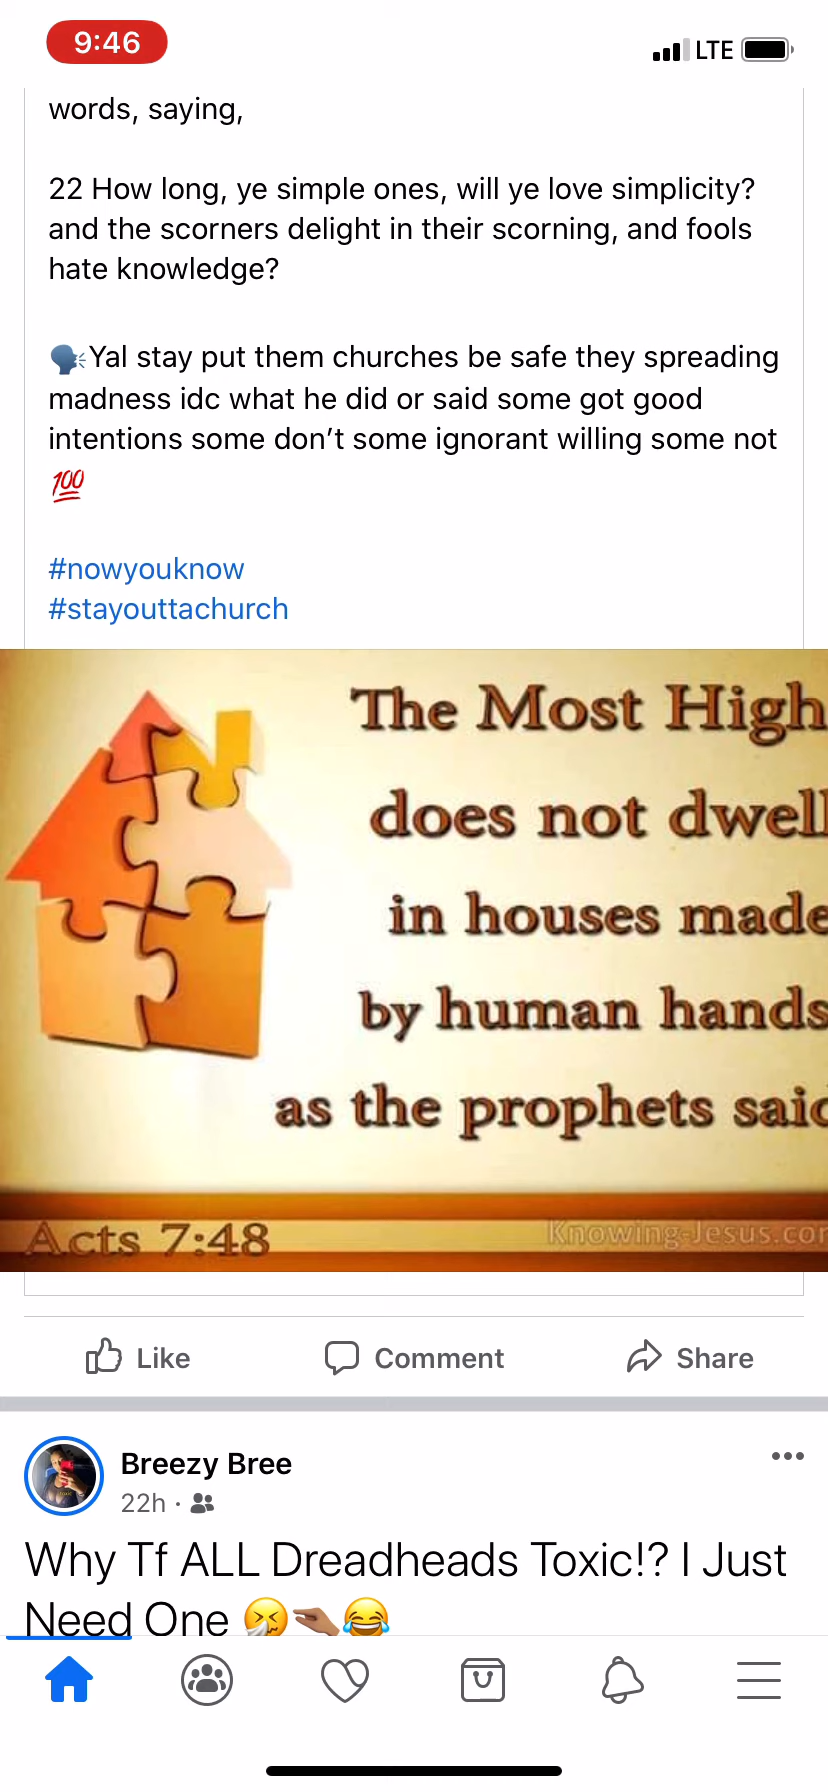 9:46
LTE
words, saying,
22 How long, ye simple ones, will ye love simplicity?
and the scorners delight in their scorning, and fools
hate knowledge?
🗣Yal stay put them churches be safe they spreading
madness idc what he did or said some got good
intentions some don’t some ignorant willing some not
💯
#nowyouknow
#stayouttachurch
The Most High
does not dwell
in houses made
by human hands
as the prophets said
Acts 7:48
Knowing-Jesus.com
Like
Comment
Share
Breezy Bree
22h ·
Why Tf ALL Dreadheads Toxic!? I Just
Need One 🤧🤏🏽😂